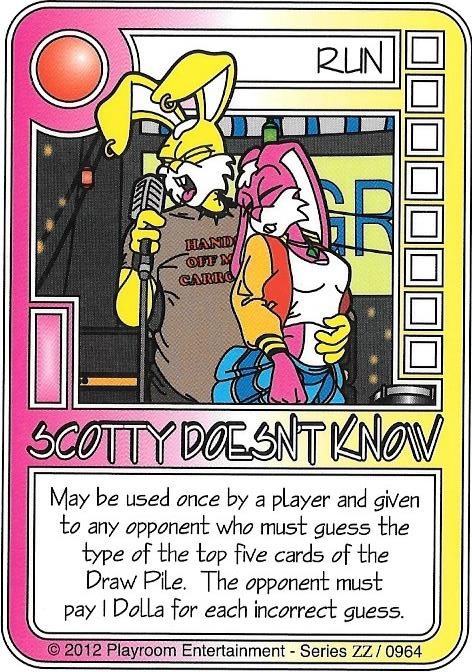 RUN
GR
HAND
OFF M
CARRO
SCOTTY DOESNT KNOW
May be used once by a player and given
to any opponent who must guess the
type of the top five cards of the
Draw Pile. The opponent must
pay 1 Dolla for each incorrect guess.
© 2012 Playroom Entertainment - Series ZZ / 0964